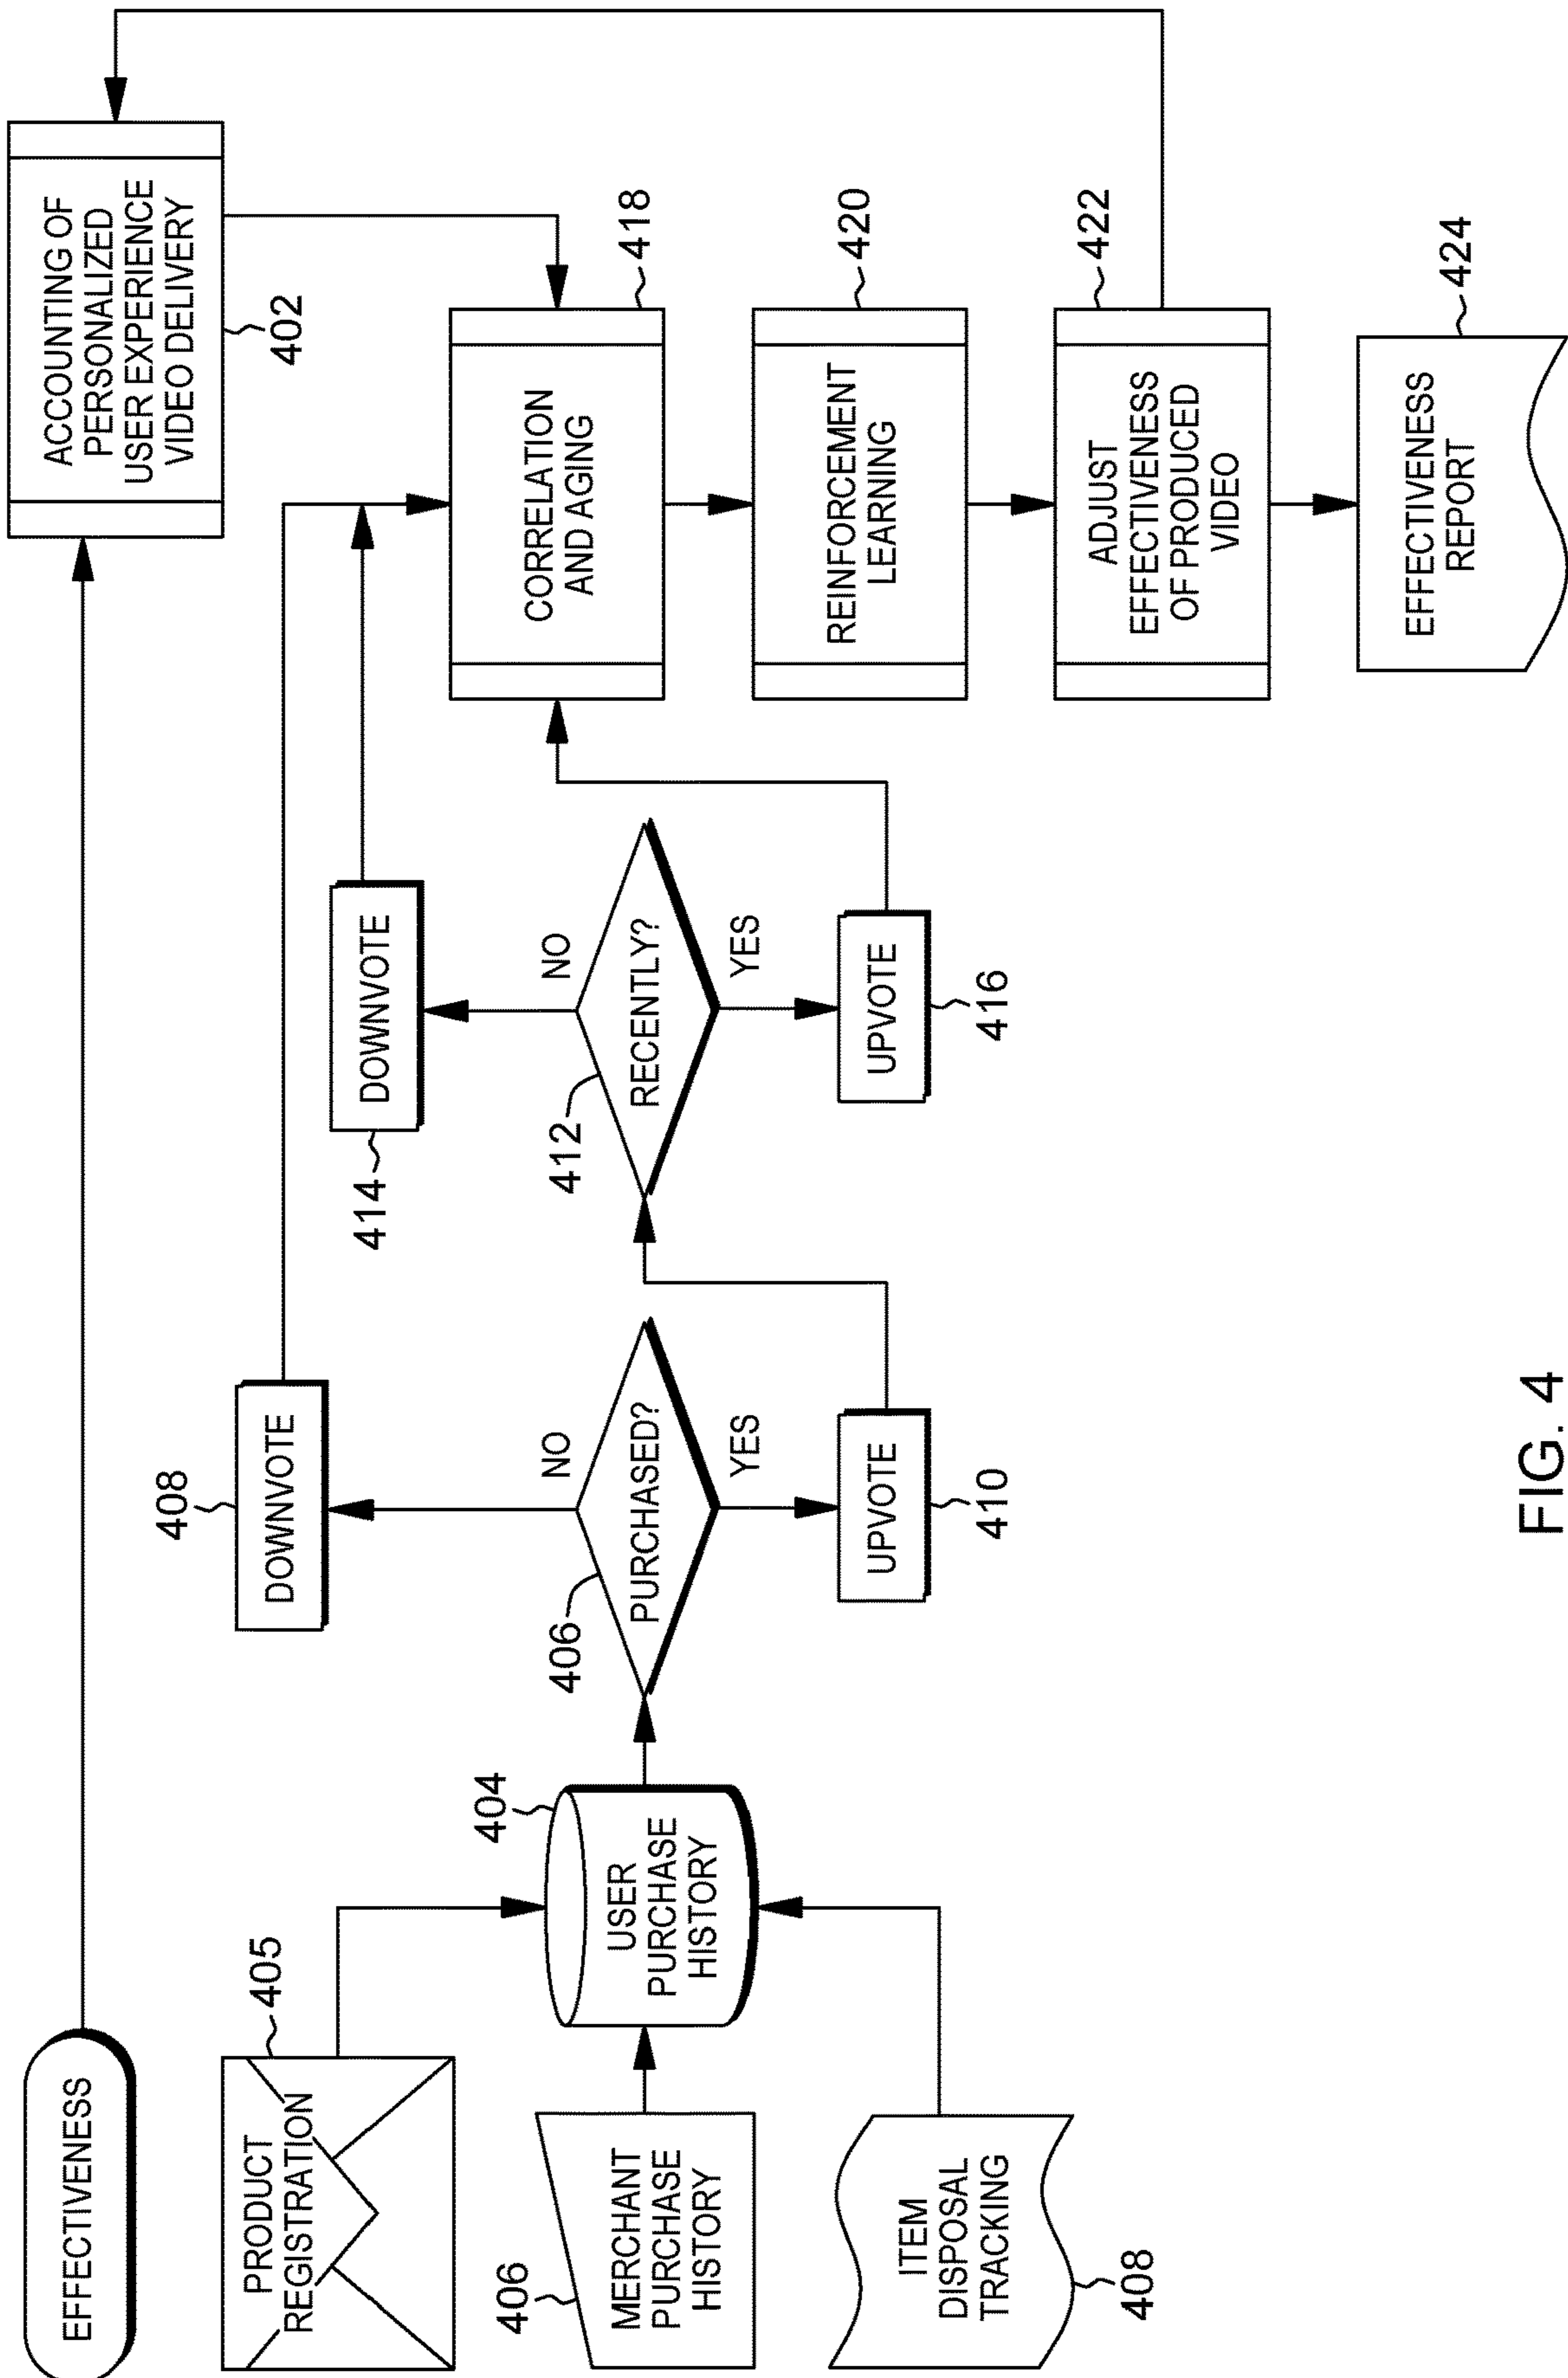 EFFECTIVENESS
ACCOUNTING OF
PERSONALIZED
USER EXPERIENCE
VIDEO DELIVERY
402
PRODUCT
REGISTRATION
405
MERCHANT
PURCHASE
HISTORY
406
ITEM
DISPOSAL
TRACKING
408
USER
PURCHASE
HISTORY
404
PURCHASED?
406
NO
DOWNVOTE
408
YES
UPVOTE
410
RECENTLY?
412
NO
DOWNVOTE
414
YES
UPVOTE
416
CORRELATION
AND AGING
418
REINFORCEMENT
LEARNING
420
ADJUST
EFFECTIVENESS
OF PRODUCED
VIDEO
422
EFFECTIVENESS
REPORT
424
FIG. 4